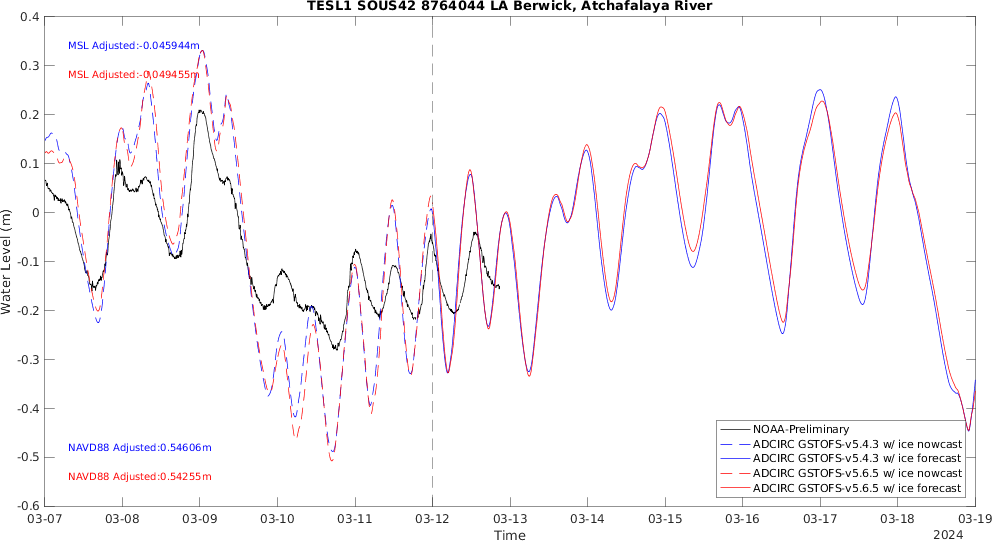 TESL1 SOUS42 8764044 LA Berwick, Atchafalaya River
0.4
0.3
0.2
0.1
0
-0.1
-0.2
-0.3
-0.4
-0.5
-0.6
Water Level (m)
MSL Adjusted:-0.045944m
MSL Adjusted:-0.049455m
NAVD88 Adjusted:0.54606m
NAVD88 Adjusted:0.54255m
NOAA-Preliminary
ADCIRC GSTOFS-v5.4.3 w/ ice nowcast
ADCIRC GSTOFS-v5.4.3 w/ ice forecast
ADCIRC GSTOFS-v5.6.5 w/ ice nowcast
ADCIRC GSTOFS-v5.6.5 w/ ice forecast
03-07 03-08 03-09 03-10 03-11 03-12 03-13 03-14 03-15 03-16 03-17 03-18 03-19
Time
2024